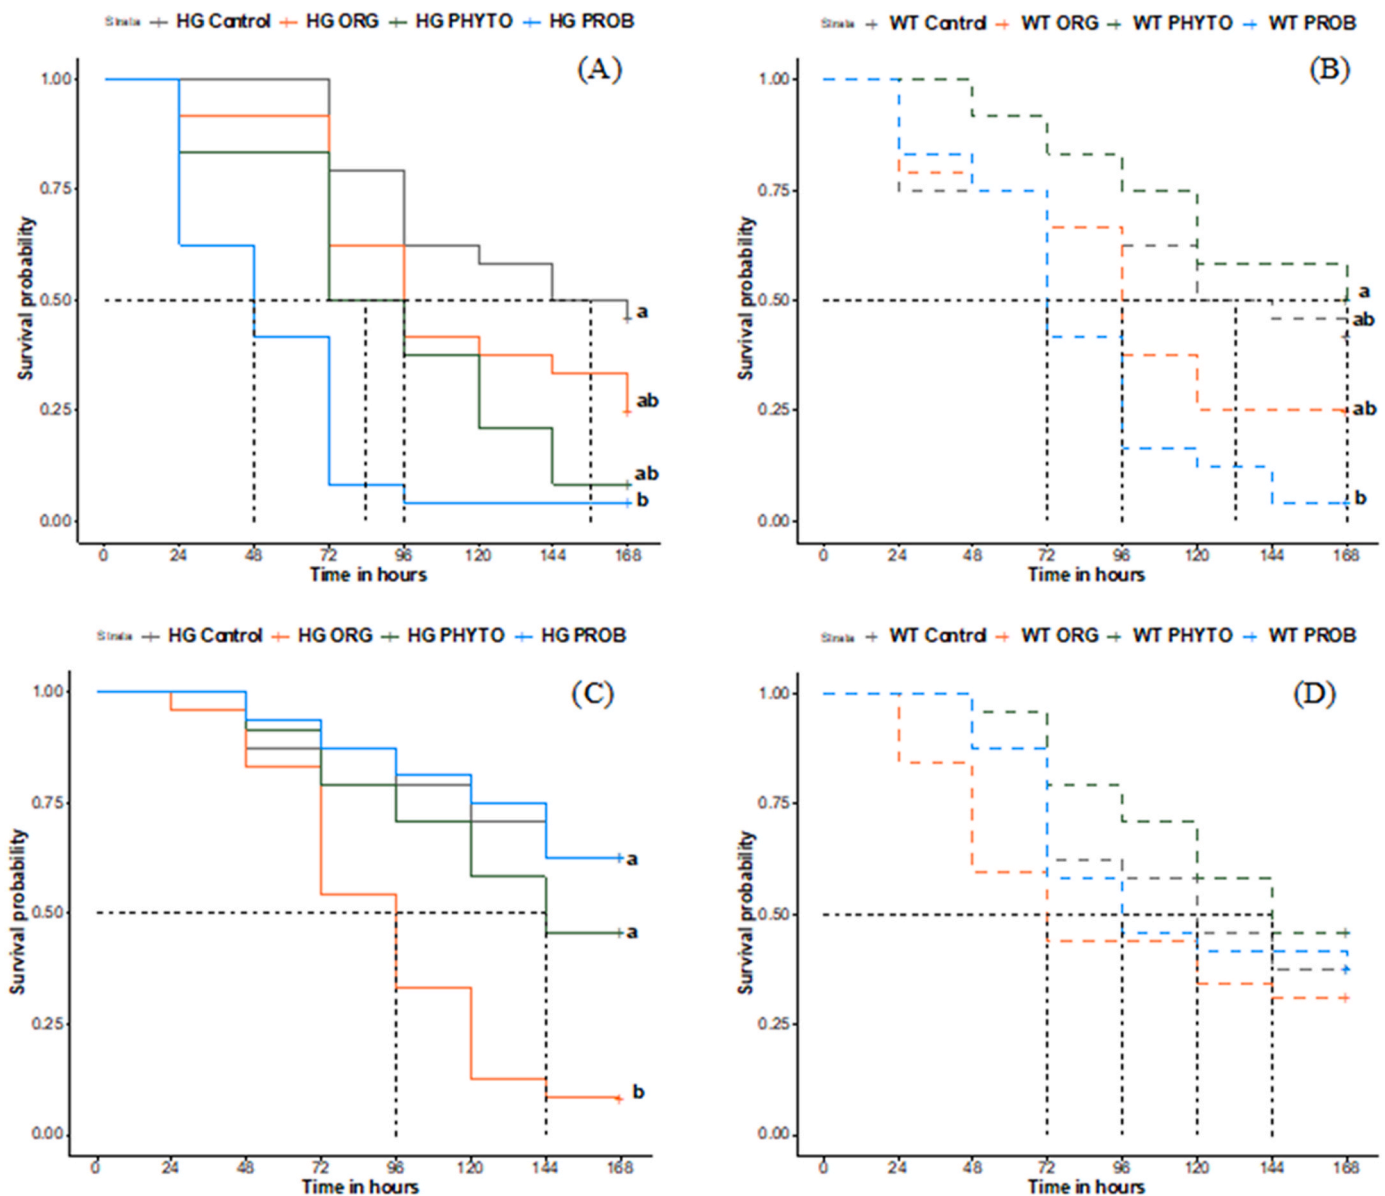 Strata HG Control HG ORG HG PHYTO HG PROB
(A)
Survival probability
1.00
0.75
0.50
0.25
0.00
a
ab
ab
b
0 24 48 72 96 120 144 168
Time in hours
Strata WT Control WT ORG WT PHYTO WT PROB
(B)
Survival probability
1.00
0.75
0.50
0.25
0.00
a
ab
ab
b
0 24 48 72 96 120 144 168
Time in hours
Strata HG Control HG ORG HG PHYTO HG PROB
(C)
Survival probability
1.00
0.75
0.50
0.25
0.00
a
a
b
0 24 48 72 96 120 144 168
Time in hours
Strata WT Control WT ORG WT PHYTO WT PROB
(D)
Survival probability
1.00
0.75
0.50
0.25
0.00
0 24 48 72 96 120 144 168
Time in hours